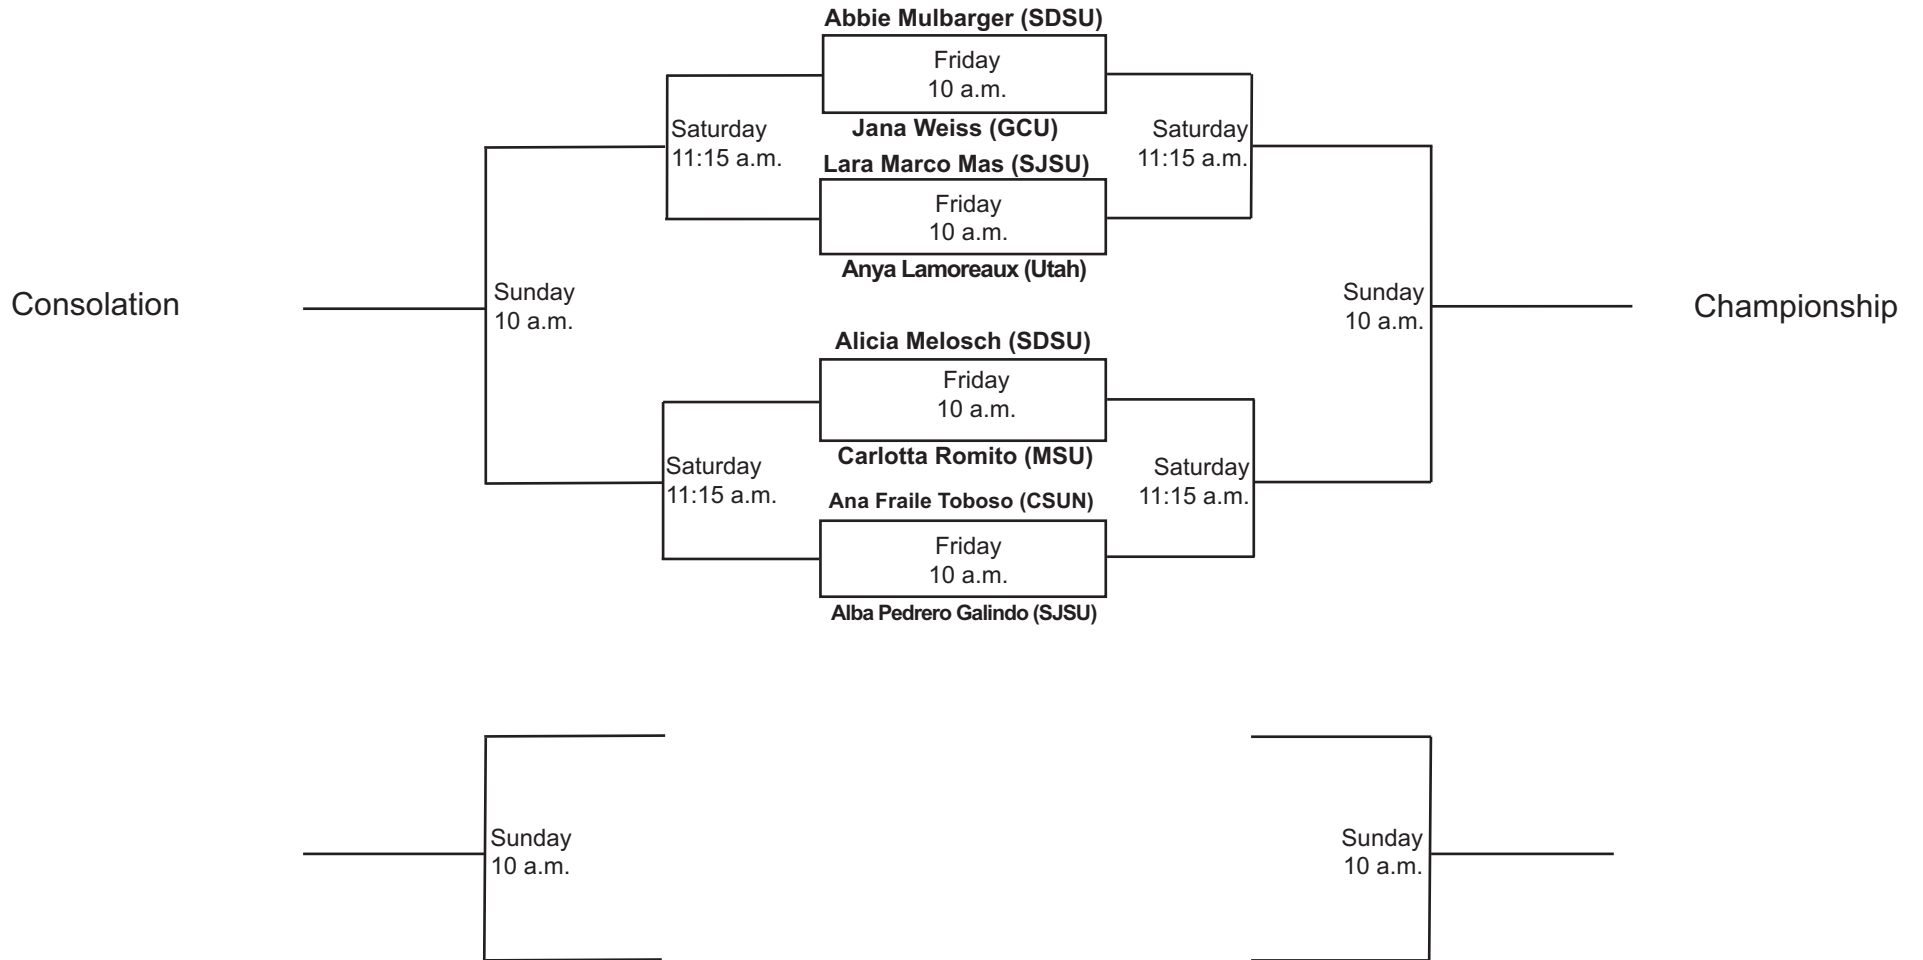 Abbie Mulbarger (SDSU)
Friday
10 a.m.
Jana Weiss (GCU)
Saturday
11:15 a.m.
Saturday
11:15 a.m.
Lara Marco Mas (SJSU)
Friday
10 a.m.
Anya Lamoreaux (Utah)
Consolation
Sunday
10 a.m.
Sunday
10 a.m.
Championship
Alicia Melosch (SDSU)
Friday
10 a.m.
Carlotta Romito (MSU)
Saturday
11:15 a.m.
Saturday
11:15 a.m.
Ana Fraile Toboso (CSUN)
Friday
10 a.m.
Alba Pedrero Galindo (SJSU)
Sunday
10 a.m.
Sunday
10 a.m.